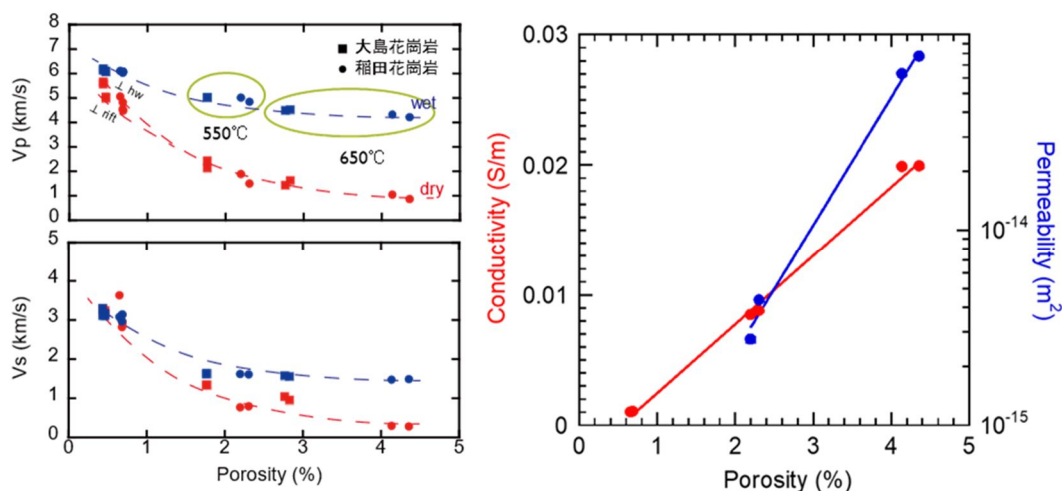 8
7
6
5
4
3
2
1
0
Vp (km/s)
■ 大島花崗岩
● 稲田花崗岩
⊥ hw
⊥ rift
wet
550℃
650℃
dry
5
4
3
2
1
0
Vs (km/s)
0 1 2 3 4 5
Porosity (%)
0.03
0.02
0.01
0
Conductivity (S/m)
10-14
10-15
Permeability (m2)
0 1 2 3 4 5
Porosity (%)